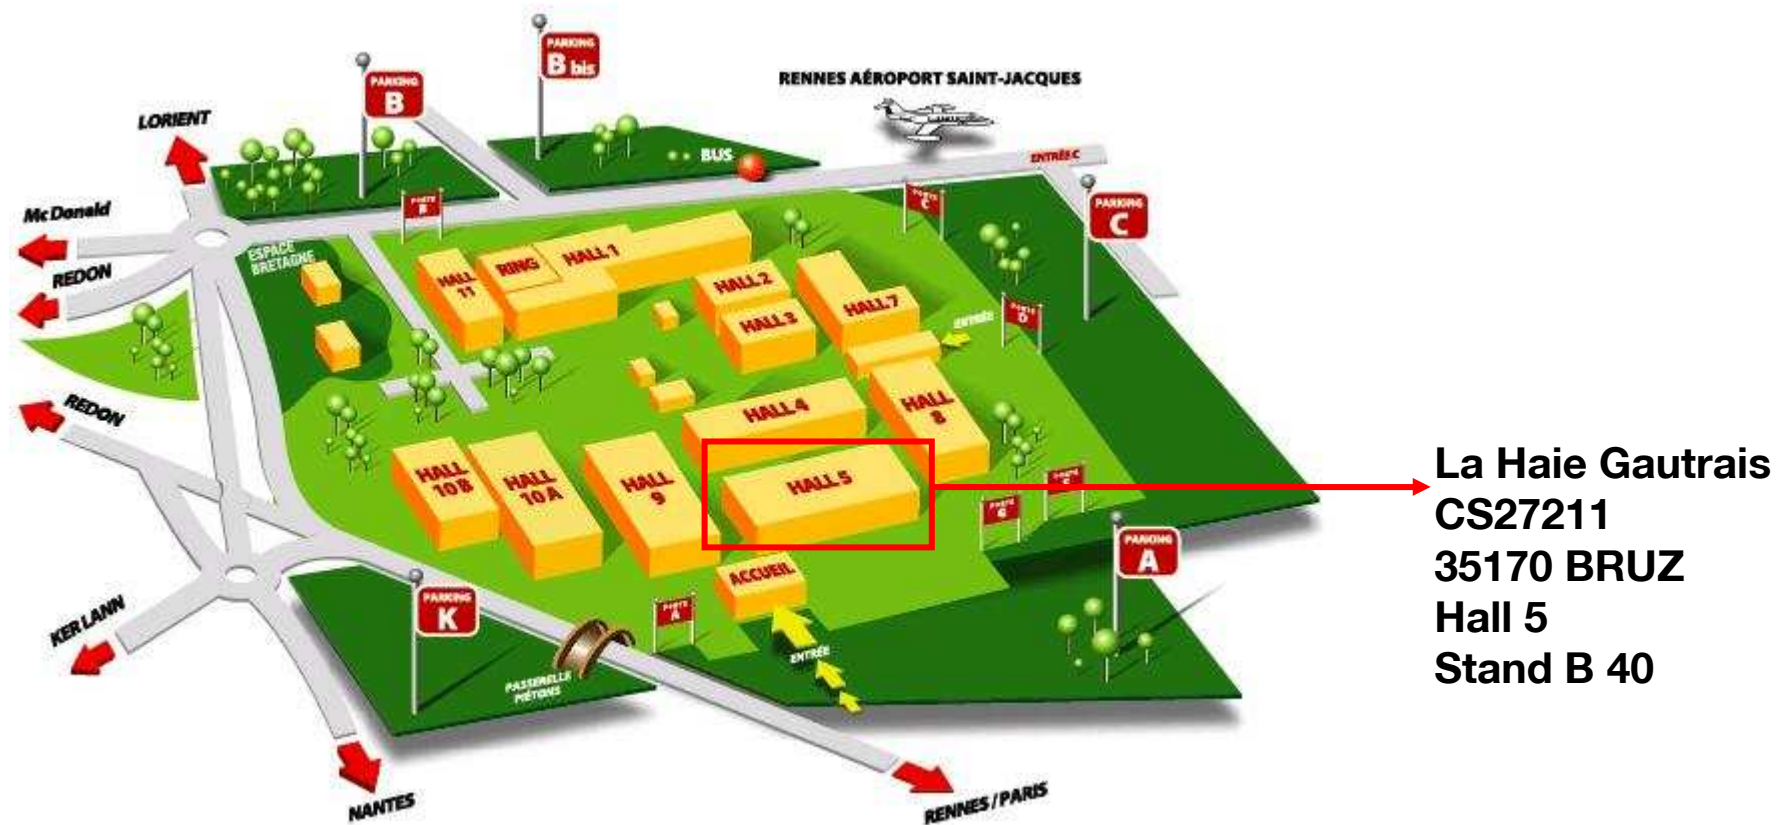 PARKING
B bis
PARKING
B
RENNES AÉROPORT SAINT-JACQUES
LORIENT
BUS
ENTRÉE C
Mc Donald
PORTE
B
PORTE
C
PARKING
C
ESPACE
BRETAGNE
REDON
HALL
11
RING
HALL 1
HALL 2
HALL 3
HALL 7
ENTRÉE
PORTE
D
REDON
HALL 4
HALL
8
HALL
10 B
HALL
10 A
HALL
9
HALL 5
PORTE
PORTE
G
La Haie Gautrais
CS27211
35170 BRUZ
Hall 5
Stand B 40
PARKING
A
ACCUEIL
PARKING
K
PORTE
A
KER LANN
ENTRÉE
PASSERELLE
PIÉTONS
NANTES
RENNES / PARIS